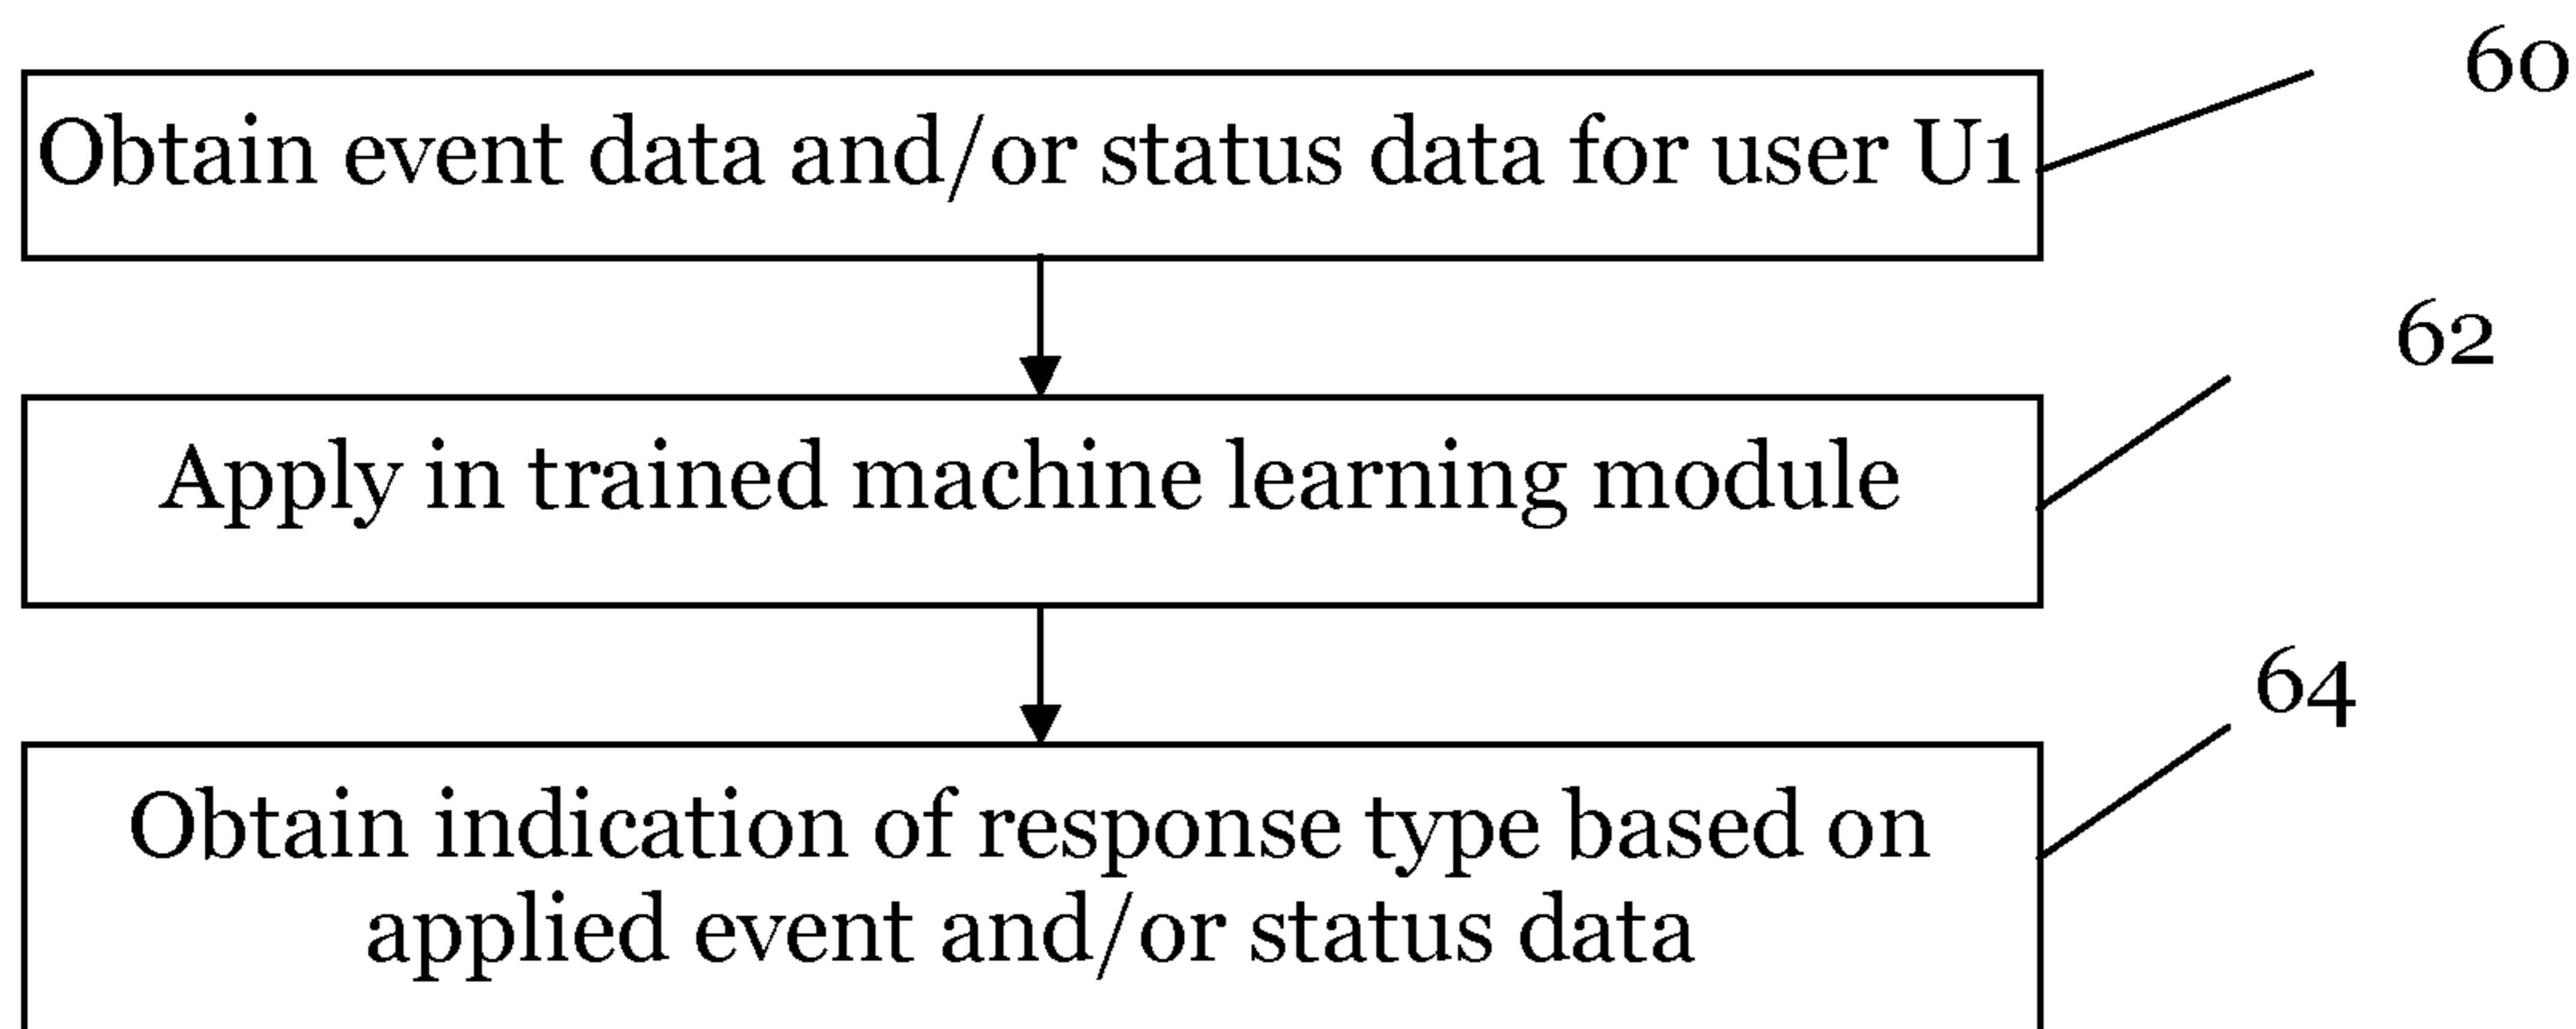 60
Obtain event data and/or status data for user U1
62
Apply in trained machine learning module
64
Obtain indication of response type based on
applied event and/or status data